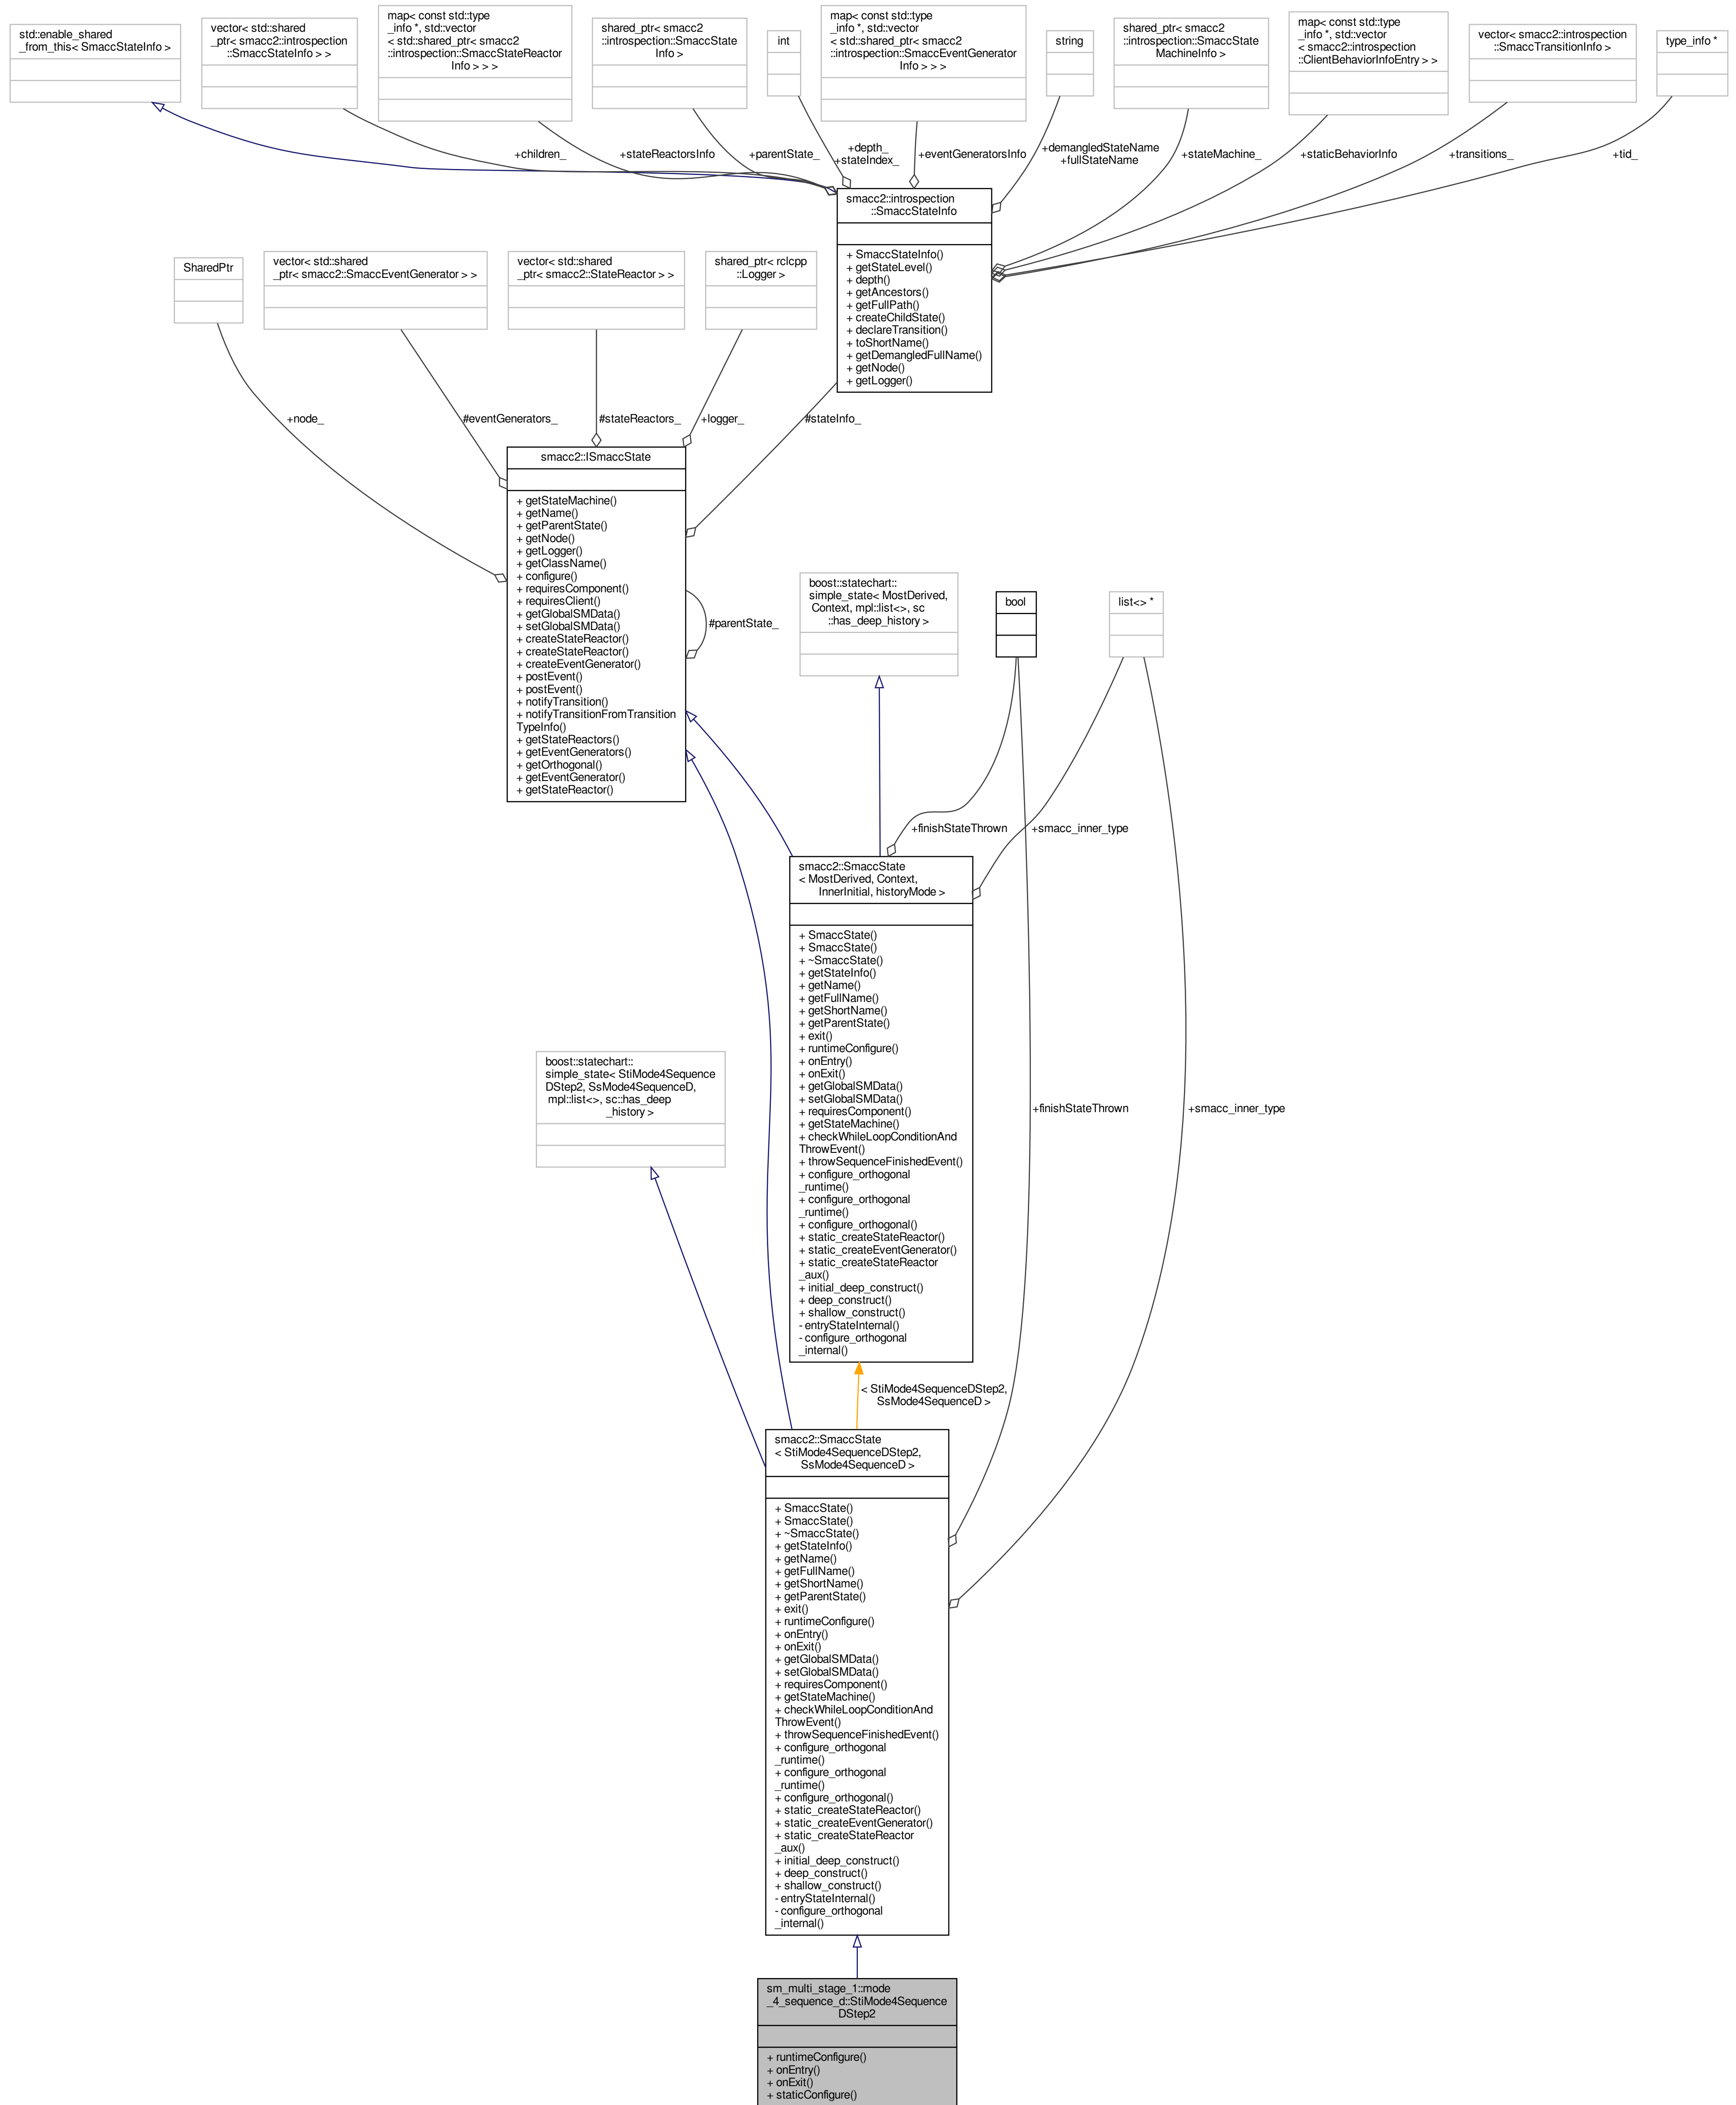 std::enable_shared
_from_this< SmaccStateInfo >
vector< std::shared
_ptr< smacc2::introspection
::SmaccStateInfo > >
map< const std::type
_info *, std::vector
< std::shared_ptr< smacc2
::introspection::SmaccStateReactor
Info > > >
shared_ptr< smacc2
::introspection::SmaccState
Info >
int
map< const std::type
_info *, std::vector
< std::shared_ptr< smacc2
::introspection::SmaccEventGenerator
Info > > >
string
shared_ptr< smacc2
::introspection::SmaccState
MachineInfo >
map< const std::type
_info *, std::vector
< smacc2::introspection
::ClientBehaviorInfoEntry > >
vector< smacc2::introspection
::SmaccTransitionInfo >
type_info *
+children_
+stateReactorsInfo
+parentState_
+depth_
+stateIndex_
+eventGeneratorsInfo
+demangledStateName
+fullStateName
+stateMachine_
+staticBehaviorInfo
+transitions_
+tid_
smacc2::introspection
::SmaccStateInfo
+ SmaccStateInfo()
+ getStateLevel()
+ depth()
+ getAncestors()
+ getFullPath()
+ createChildState()
+ declareTransition()
+ toShortName()
+ getDemangledFullName()
+ getNode()
+ getLogger()
SharedPtr
vector< std::shared
_ptr< smacc2::SmaccEventGenerator > >
vector< std::shared
_ptr< smacc2::StateReactor > >
shared_ptr< rclcpp
::Logger >
+node_
#eventGenerators_
#stateReactors_
+logger_
#stateInfo_
smacc2::ISmaccState
+ getStateMachine()
+ getName()
+ getParentState()
+ getNode()
+ getLogger()
+ getClassName()
+ configure()
+ requiresComponent()
+ requiresClient()
+ getGlobalSMData()
+ setGlobalSMData()
+ createStateReactor()
+ createStateReactor()
+ createEventGenerator()
+ postEvent()
+ postEvent()
+ notifyTransition()
+ notifyTransitionFromTransition
TypeInfo()
+ getStateReactors()
+ getEventGenerators()
+ getOrthogonal()
+ getEventGenerator()
+ getStateReactor()
#parentState_
boost::statechart::
simple_state< MostDerived,
Context, mpl::list<>, sc
::has_deep_history >
bool
list<> *
+finishStateThrown
+smacc_inner_type
smacc2::SmaccState
< MostDerived, Context,
InnerInitial, historyMode >
+ SmaccState()
+ SmaccState()
+ ~SmaccState()
+ getStateInfo()
+ getName()
+ getFullName()
+ getShortName()
+ getParentState()
+ exit()
+ runtimeConfigure()
+ onEntry()
+ onExit()
+ getGlobalSMData()
+ setGlobalSMData()
+ requiresComponent()
+ getStateMachine()
+ checkWhileLoopConditionAnd
ThrowEvent()
+ throwSequenceFinishedEvent()
+ configure_orthogonal
_runtime()
+ configure_orthogonal
_runtime()
+ configure_orthogonal()
+ static_createStateReactor()
+ static_createEventGenerator()
+ static_createStateReactor
_aux()
+ initial_deep_construct()
+ deep_construct()
+ shallow_construct()
- entryStateInternal()
- configure_orthogonal
_internal()
boost::statechart::
simple_state< StiMode4Sequence
DStep2, SsMode4SequenceD,
mpl::list<>, sc::has_deep
_history >
+finishStateThrown
+smacc_inner_type
< StiMode4SequenceDStep2,
SsMode4SequenceD >
smacc2::SmaccState
< StiMode4SequenceDStep2,
SsMode4SequenceD >
+ SmaccState()
+ SmaccState()
+ ~SmaccState()
+ getStateInfo()
+ getName()
+ getFullName()
+ getShortName()
+ getParentState()
+ exit()
+ runtimeConfigure()
+ onEntry()
+ onExit()
+ getGlobalSMData()
+ setGlobalSMData()
+ requiresComponent()
+ getStateMachine()
+ checkWhileLoopConditionAnd
ThrowEvent()
+ throwSequenceFinishedEvent()
+ configure_orthogonal
_runtime()
+ configure_orthogonal
_runtime()
+ configure_orthogonal()
+ static_createStateReactor()
+ static_createEventGenerator()
+ static_createStateReactor
_aux()
+ initial_deep_construct()
+ deep_construct()
+ shallow_construct()
- entryStateInternal()
- configure_orthogonal
_internal()
sm_multi_stage_1::mode
_4_sequence_d::StiMode4Sequence
DStep2
+ runtimeConfigure()
+ onEntry()
+ onExit()
+ staticConfigure()